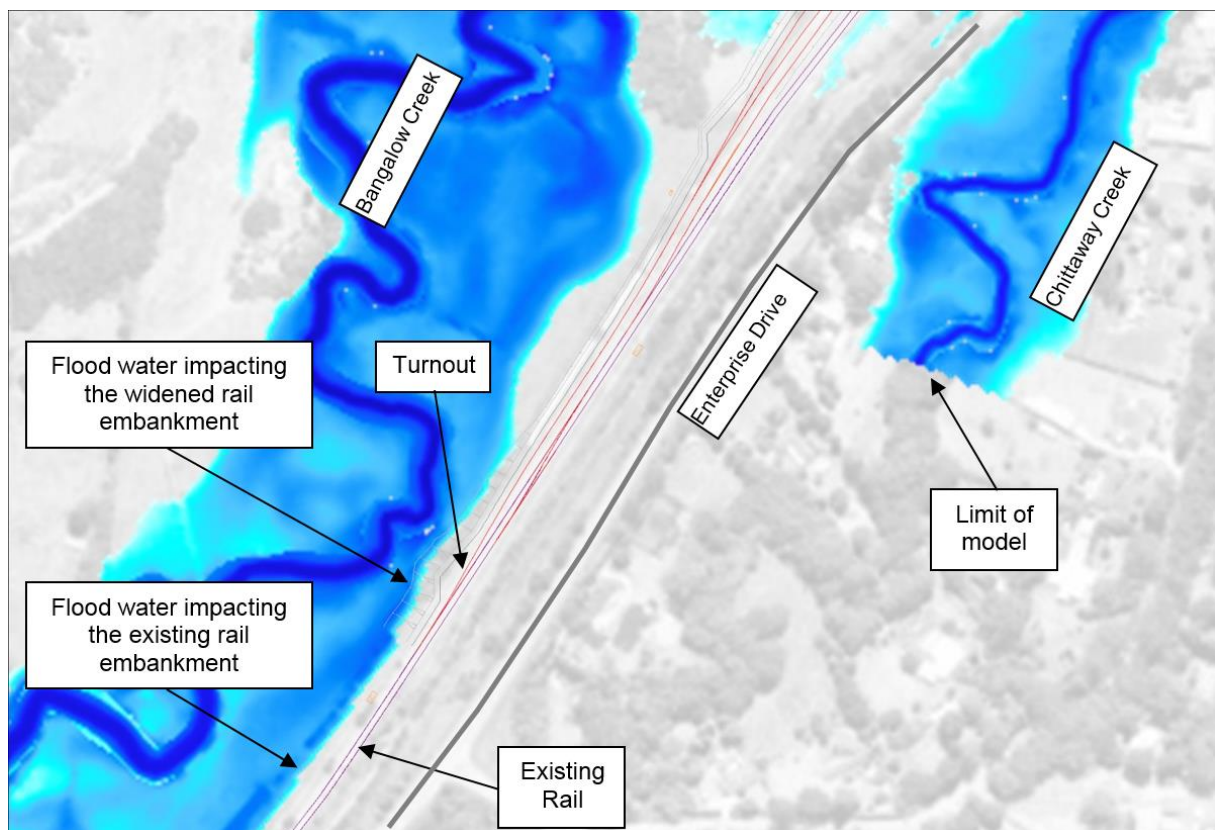 Bangalow Creek
Chittaway Creek
Enterprise Drive
Flood water impacting
the widened rail
embankment
Turnout
Limit of
model
Flood water impacting
the existing rail
embankment
Existing
Rail